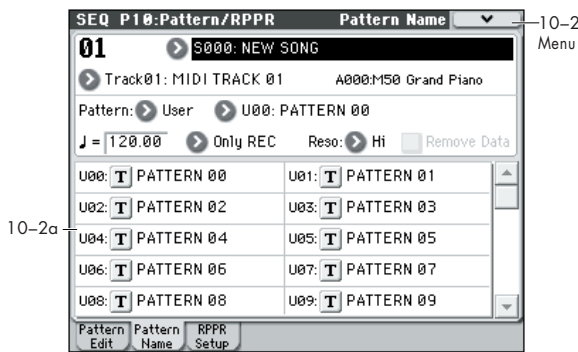 SEQ P10:Pattern/RPPR Pattern Name
10–2
Menu
01 S000: NEW SONG
Track01: MIDI TRACK 01 A000:M50 Grand Piano
Pattern: User U00: PATTERN 00
♩ = 120.00 Only REC Reso: Hi Remove Data
U00: T PATTERN 00 U01: T PATTERN 01
U02: T PATTERN 02 U03: T PATTERN 03
10–2a
U04: T PATTERN 04 U05: T PATTERN 05
U06: T PATTERN 06 U07: T PATTERN 07
U08: T PATTERN 08 U09: T PATTERN 09
Pattern Edit Pattern Name RPPR Setup